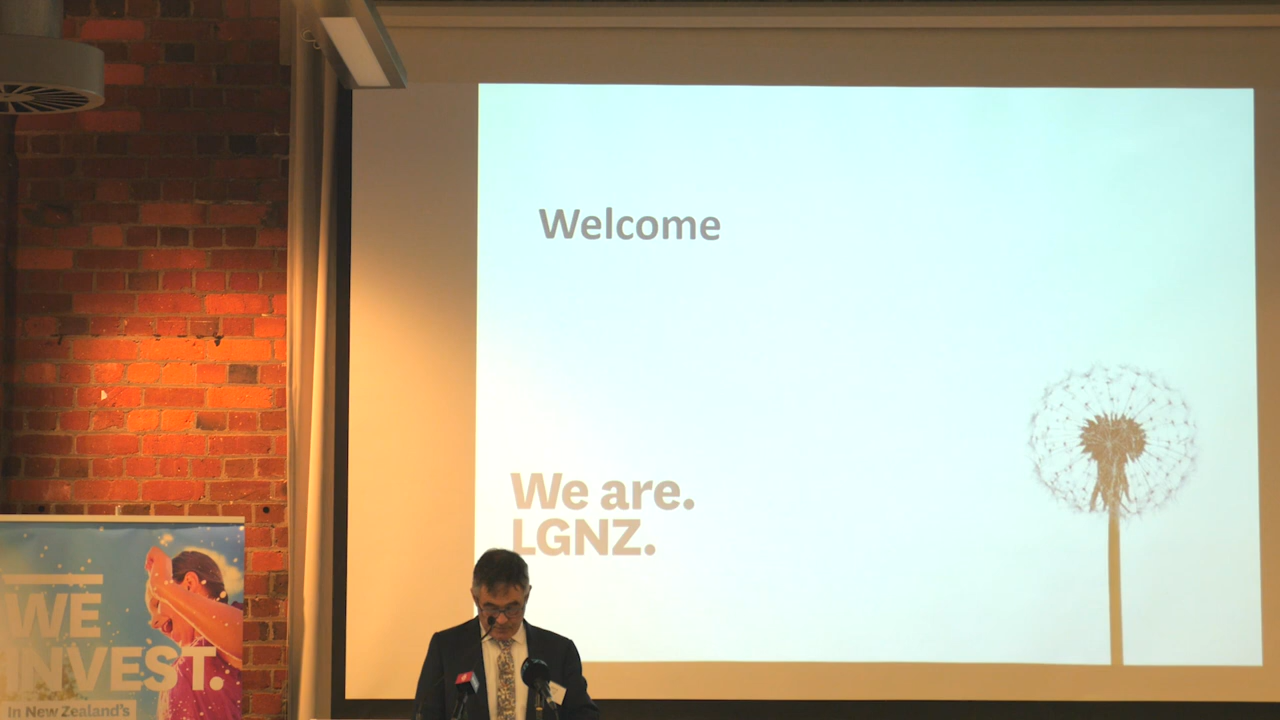 Welcome
We are.
LGNZ.
WE
INVEST.
In New Zealand's